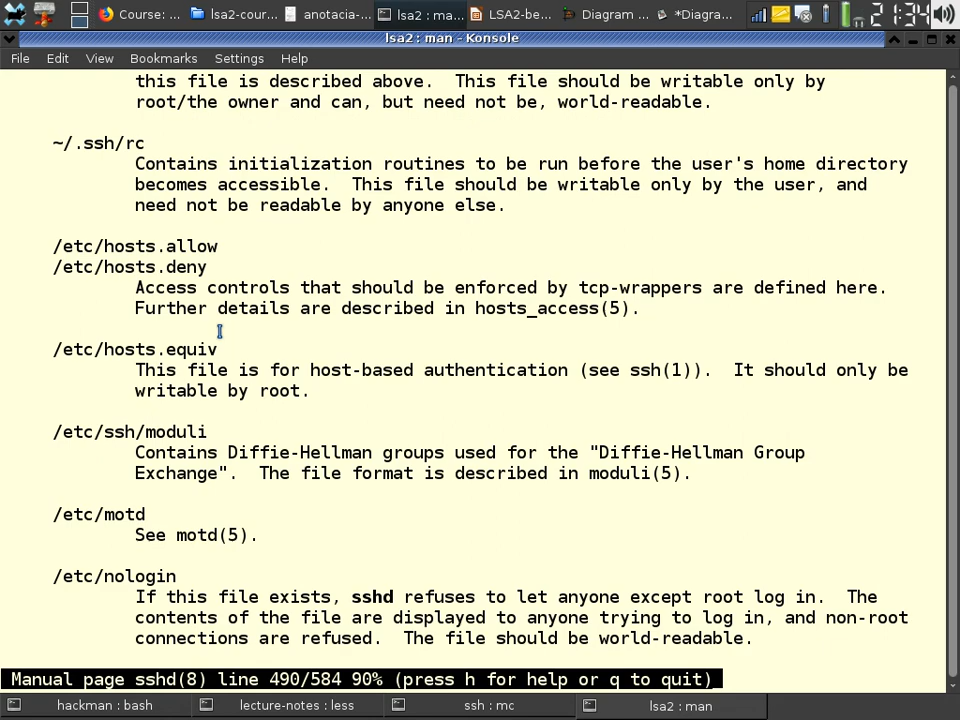 Course: ...
lsa2-cour...
anotacia-...
lsa2 : ma...
LSA2-be...
Diagram ...
*Diagra...
21:34
lsa2 : man - Konsole
File Edit View Bookmarks Settings Help
this file is described above. This file should be writable only by
root/the owner and can, but need not be, world-readable.
~/.ssh/rc
Contains initialization routines to be run before the user's home directory
becomes accessible. This file should be writable only by the user, and
need not be readable by anyone else.
/etc/hosts.allow
/etc/hosts.deny
Access controls that should be enforced by tcp-wrappers are defined here.
Further details are described in hosts_access(5).
/etc/hosts.equiv
This file is for host-based authentication (see ssh(1)). It should only be
writable by root.
/etc/ssh/moduli
Contains Diffie-Hellman groups used for the "Diffie-Hellman Group
Exchange". The file format is described in moduli(5).
/etc/motd
See motd(5).
/etc/nologin
If this file exists, sshd refuses to let anyone except root log in. The
contents of the file are displayed to anyone trying to log in, and non-root
connections are refused. The file should be world-readable.
Manual page sshd(8) line 490/584 90% (press h for help or q to quit)
hackman : bash
lecture-notes : less
ssh : mc
lsa2 : man